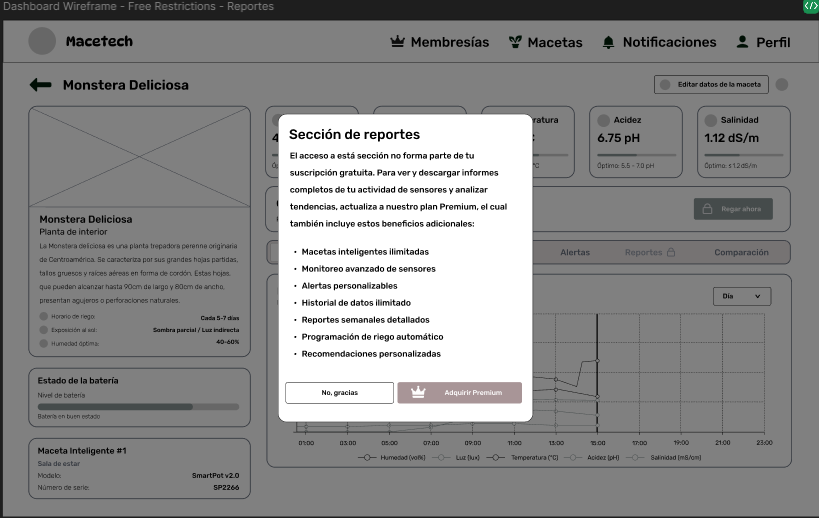 Dashboard Wireframe - Free Restrictions - Reportes
Macetech
Membresías
Macetas
Notificaciones
Perfil
Monstera Deliciosa
Editar datos de la maceta
Acidez
6.75 pH
Óptimo: 5.5 - 7.0 pH
Salinidad
1.12 dS/m
Óptimo: ≤1.2dS/m
Regar ahora
Alertas
Reportes
Comparación
Día
Sección de reportes
El acceso a está sección no forma parte de tu
suscripción gratuita. Para ver y descargar informes
completos de tu actividad de sensores y analizar
tendencias, actualiza a nuestro plan Premium, el cual
también incluye estos beneficios adicionales:
• Macetas inteligentes ilimitadas
• Monitoreo avanzado de sensores
• Alertas personalizables
• Historial de datos ilimitado
• Reportes semanales detallados
• Programación de riego automático
• Recomendaciones personalizadas
No, gracias
Adquirir Premium
Monstera Deliciosa
Planta de interior
La Monstera deliciosa es una planta trepadora perenne originaria
de Centroamérica. Se caracteriza por sus grandes hojas partidas,
tallos gruesos y raíces aéreas en forma de cordón. Estas hojas,
que pueden alcanzar hasta 90cm de largo y 80cm de ancho,
presentan agujeros o perforaciones naturales.
Horario de riego: Cada 5-7 días
Exposición al sol: Sombra parcial / Luz indirecta
Humedad óptima: 40-60%
Estado de la batería
Nivel de batería
Batería en buen estado
Maceta Inteligente #1
Sala de estar
Modelo: SmartPot v2.0
Número de serie: SP2266
01:00 03:00 05:00 07:00 09:00 11:00 13:00 15:00 17:00 19:00 21:00 23:00
Humedad (vol%) Luz (lux) Temperatura (°C) Acidez (pH) Salinidad (mS/cm)